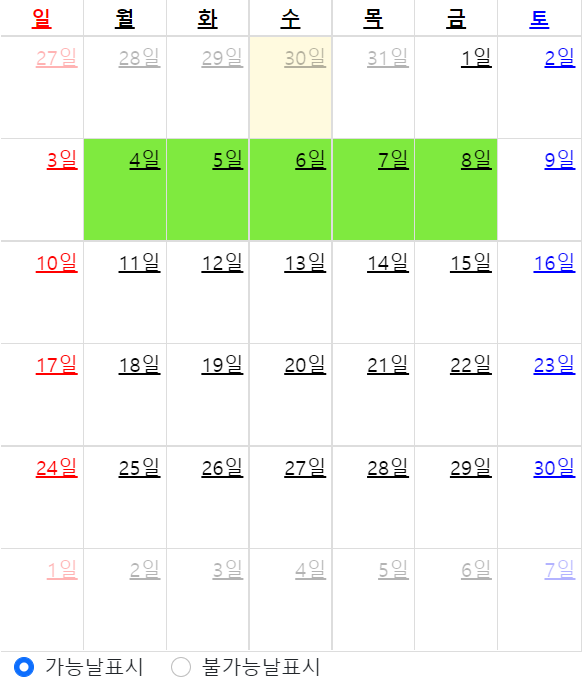 일 월 화 수 목 금 토
27일 28일 29일 30일 31일 1일 2일
3일 4일 5일 6일 7일 8일 9일
10일 11일 12일 13일 14일 15일 16일
17일 18일 19일 20일 21일 22일 23일
24일 25일 26일 27일 28일 29일 30일
1일 2일 3일 4일 5일 6일 7일
가능날표시 불가능날표시